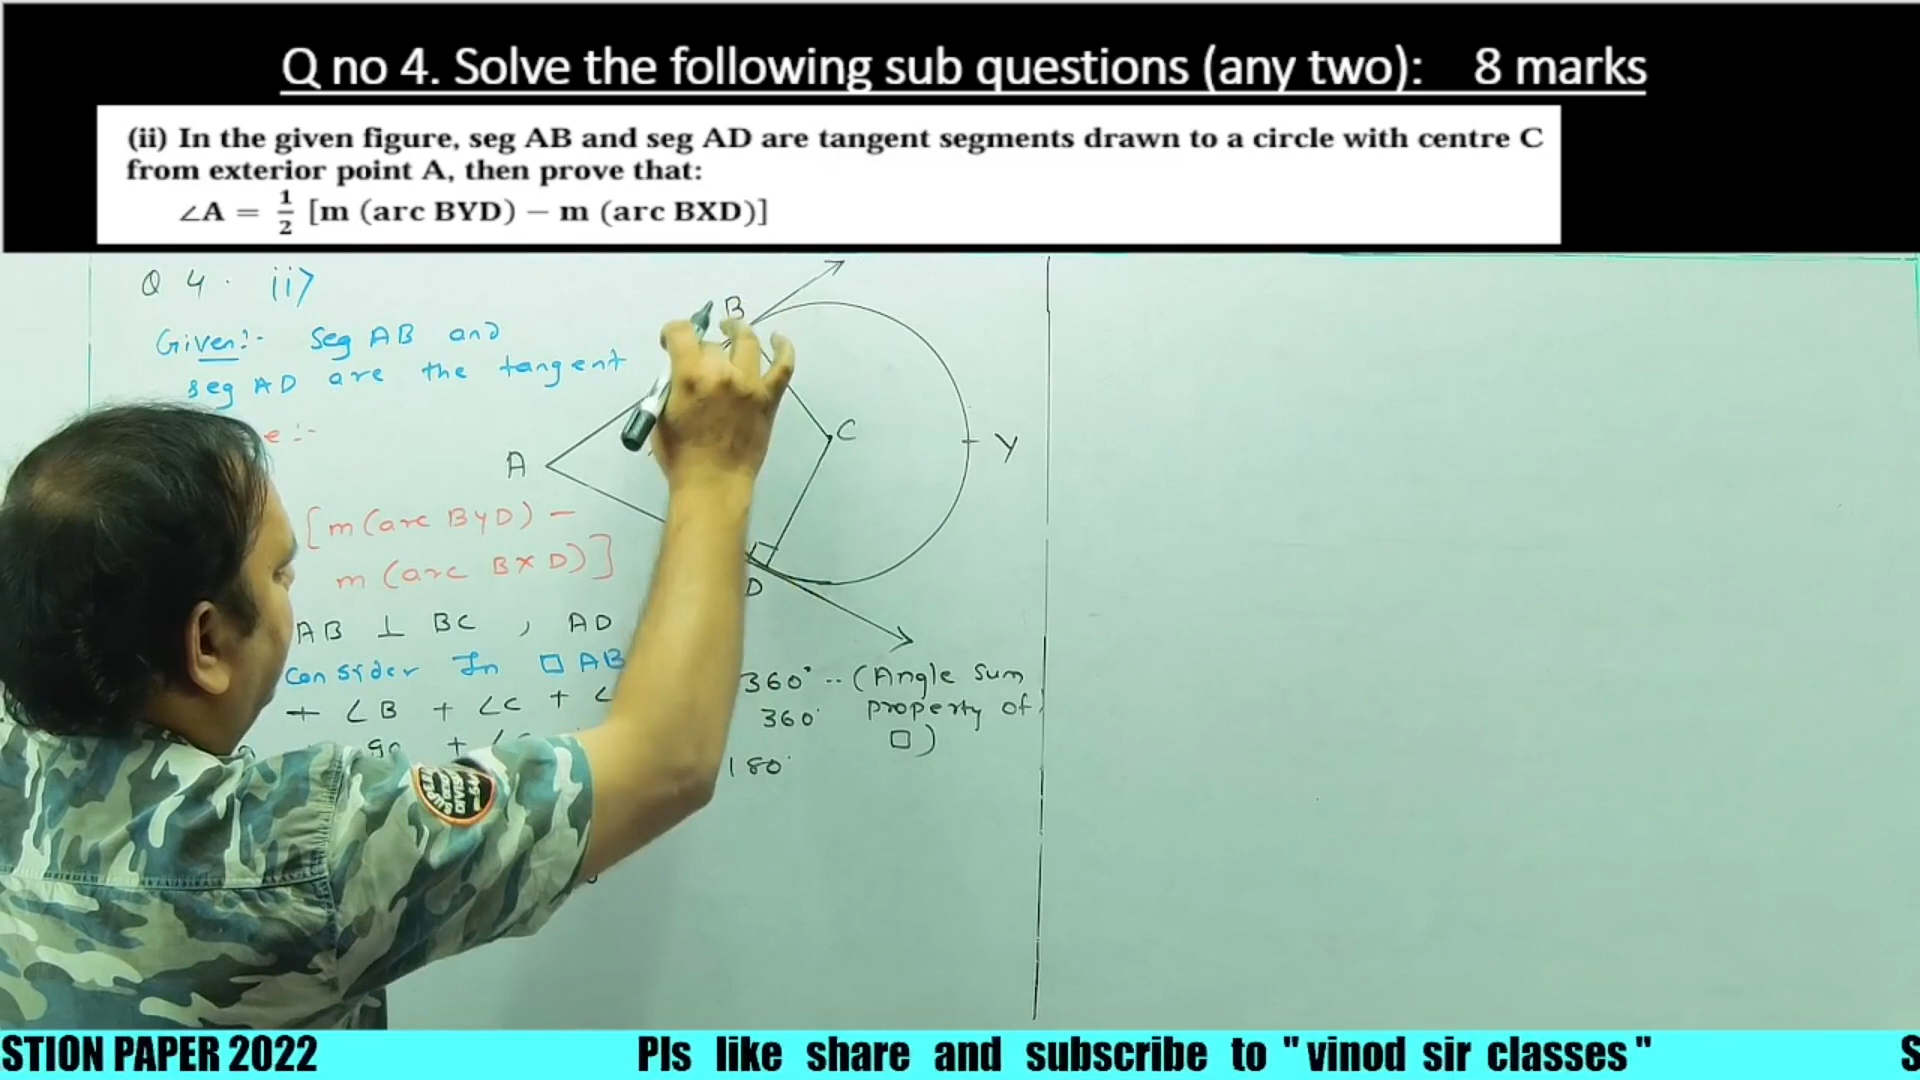 Q no 4. Solve the following sub questions (any two): 8 marks
(ii) In the given figure, seg AB and seg AD are tangent segments drawn to a circle with centre C
from exterior point A, then prove that:
∠A = 1/2 [m (arc BYD) – m (arc BXD)]
Q 4. ii)
Given:- seg AB and
seg AD are the tangent
e :-
[m (arc BYD) –
m (arc BXD)]
AB ⊥ BC , AD
Consider In □ AB
+ ∠B + ∠C + ∠
360° .. (Angle sum
property of
□)
90 +
360°
180°
B
C
A
Y
D
STION PAPER 2022
Pls like share and subscribe to "vinod sir classes"
S